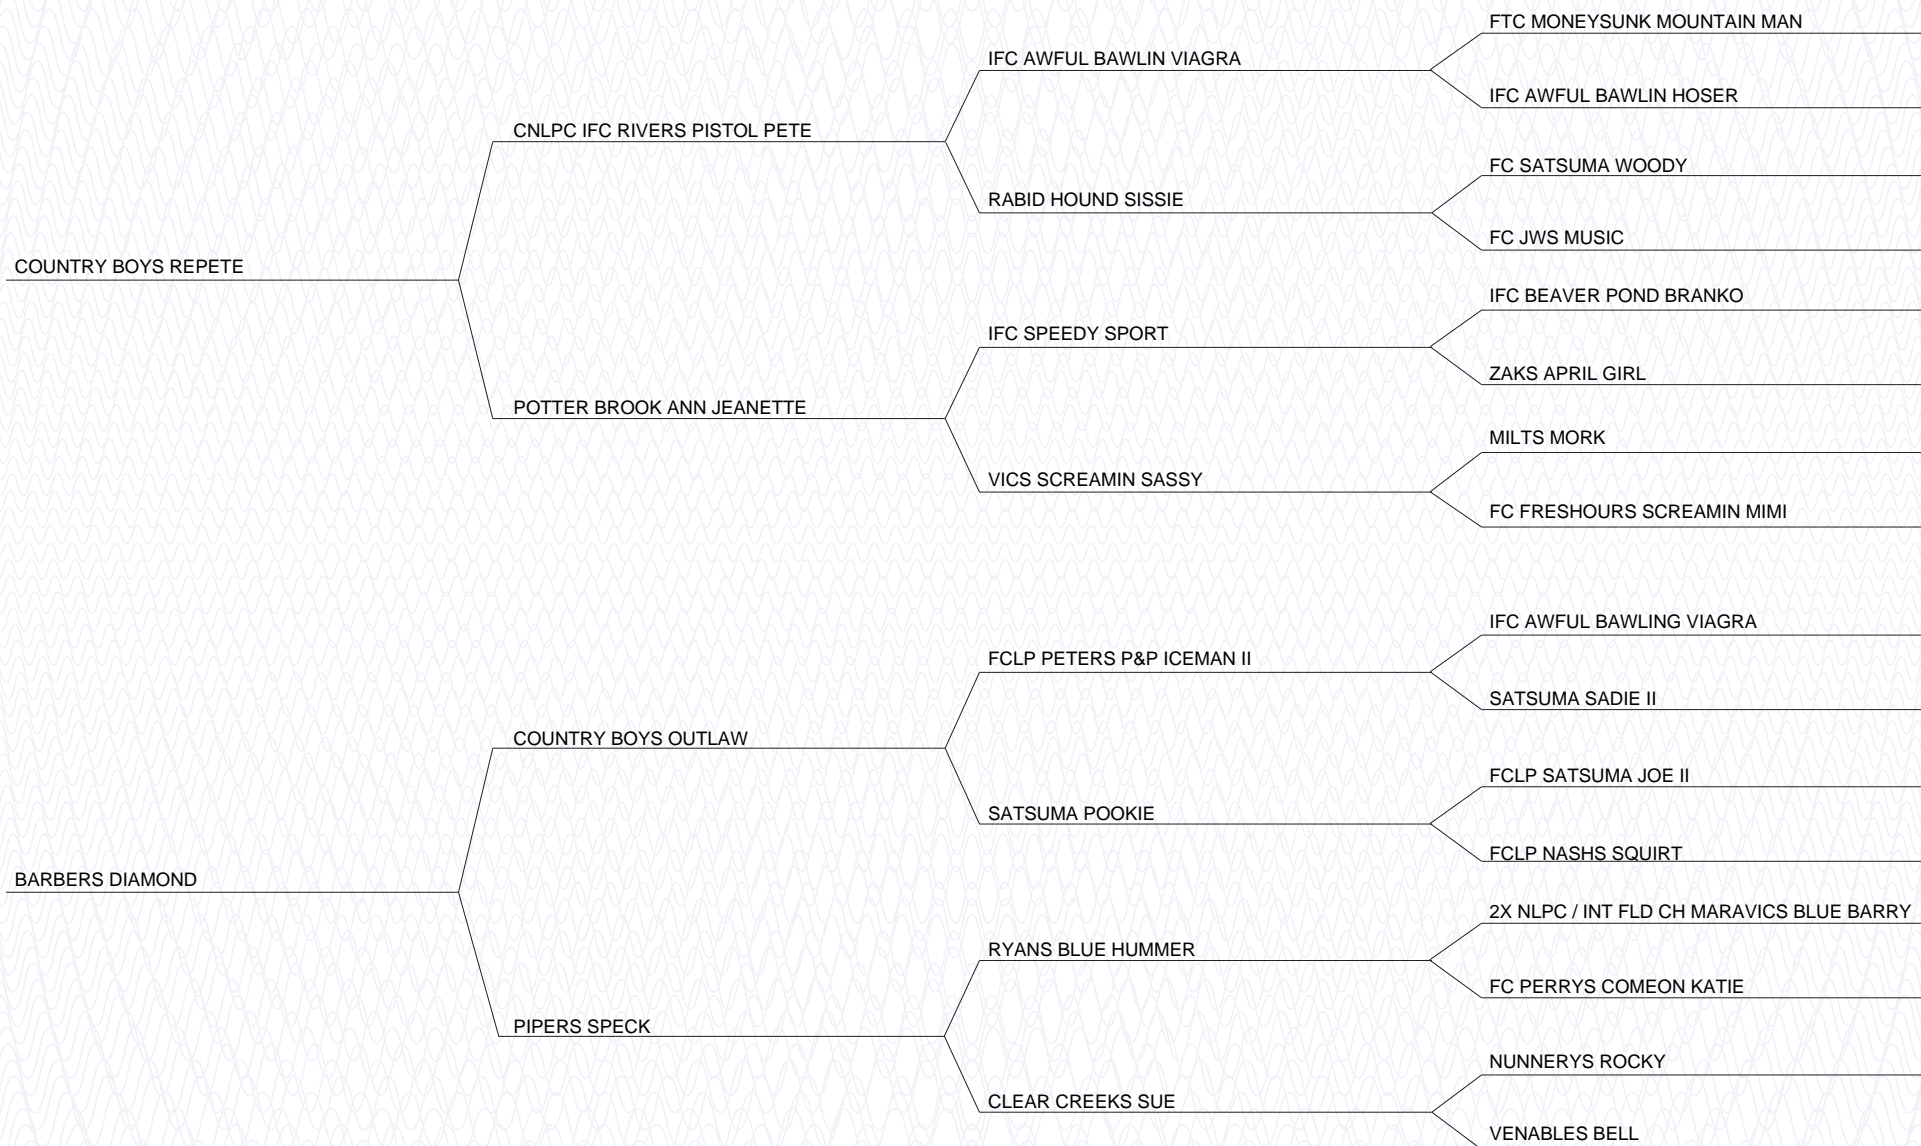 FTC MONEYSUNK MOUNTAIN MAN
IFC AWFUL BAWLIN VIAGRA
IFC AWFUL BAWLIN HOSER
CNLPC IFC RIVERS PISTOL PETE
FC SATSUMA WOODY
RABID HOUND SISSIE
FC JWS MUSIC
COUNTRY BOYS REPETE
IFC BEAVER POND BRANKO
IFC SPEEDY SPORT
ZAKS APRIL GIRL
POTTER BROOK ANN JEANETTE
MILTS MORK
VICS SCREAMIN SASSY
FC FRESHOURS SCREAMIN MIMI
IFC AWFUL BAWLING VIAGRA
FCLP PETERS P&P ICEMAN II
SATSUMA SADIE II
COUNTRY BOYS OUTLAW
FCLP SATSUMA JOE II
SATSUMA POOKIE
FCLP NASHS SQUIRT
BARBERS DIAMOND
2X NLPC / INT FLD CH MARAVICS BLUE BARRY
RYANS BLUE HUMMER
FC PERRYS COMEON KATIE
PIPERS SPECK
NUNNERYS ROCKY
CLEAR CREEKS SUE
VENABLES BELL